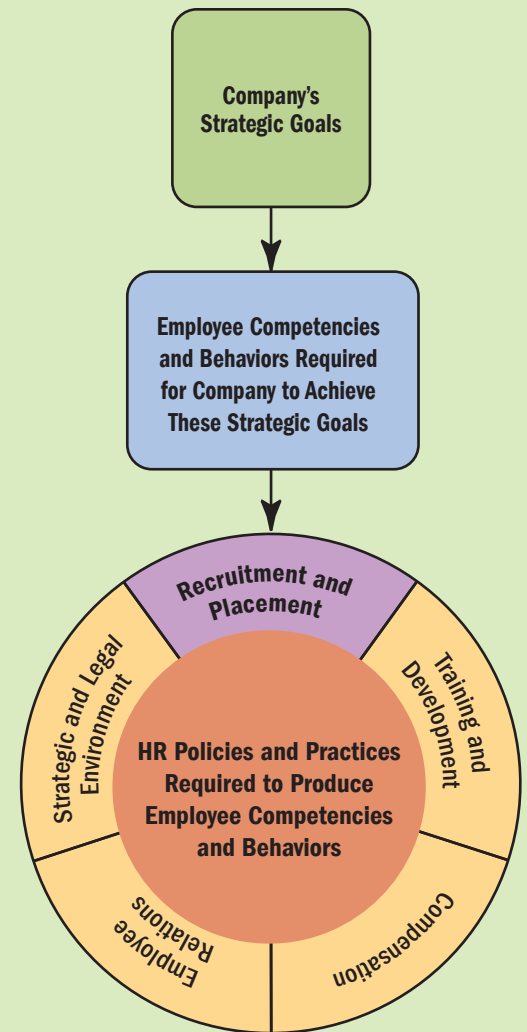 Company's
Strategic Goals
Employee Competencies
and Behaviors Required
for Company to Achieve
These Strategic Goals
Recruitment and
Placement
Strategic and Legal
Environment
Training and
Development
HR Policies and Practices
Required to Produce
Employee Competencies
and Behaviors
Employee
Relations
Compensation